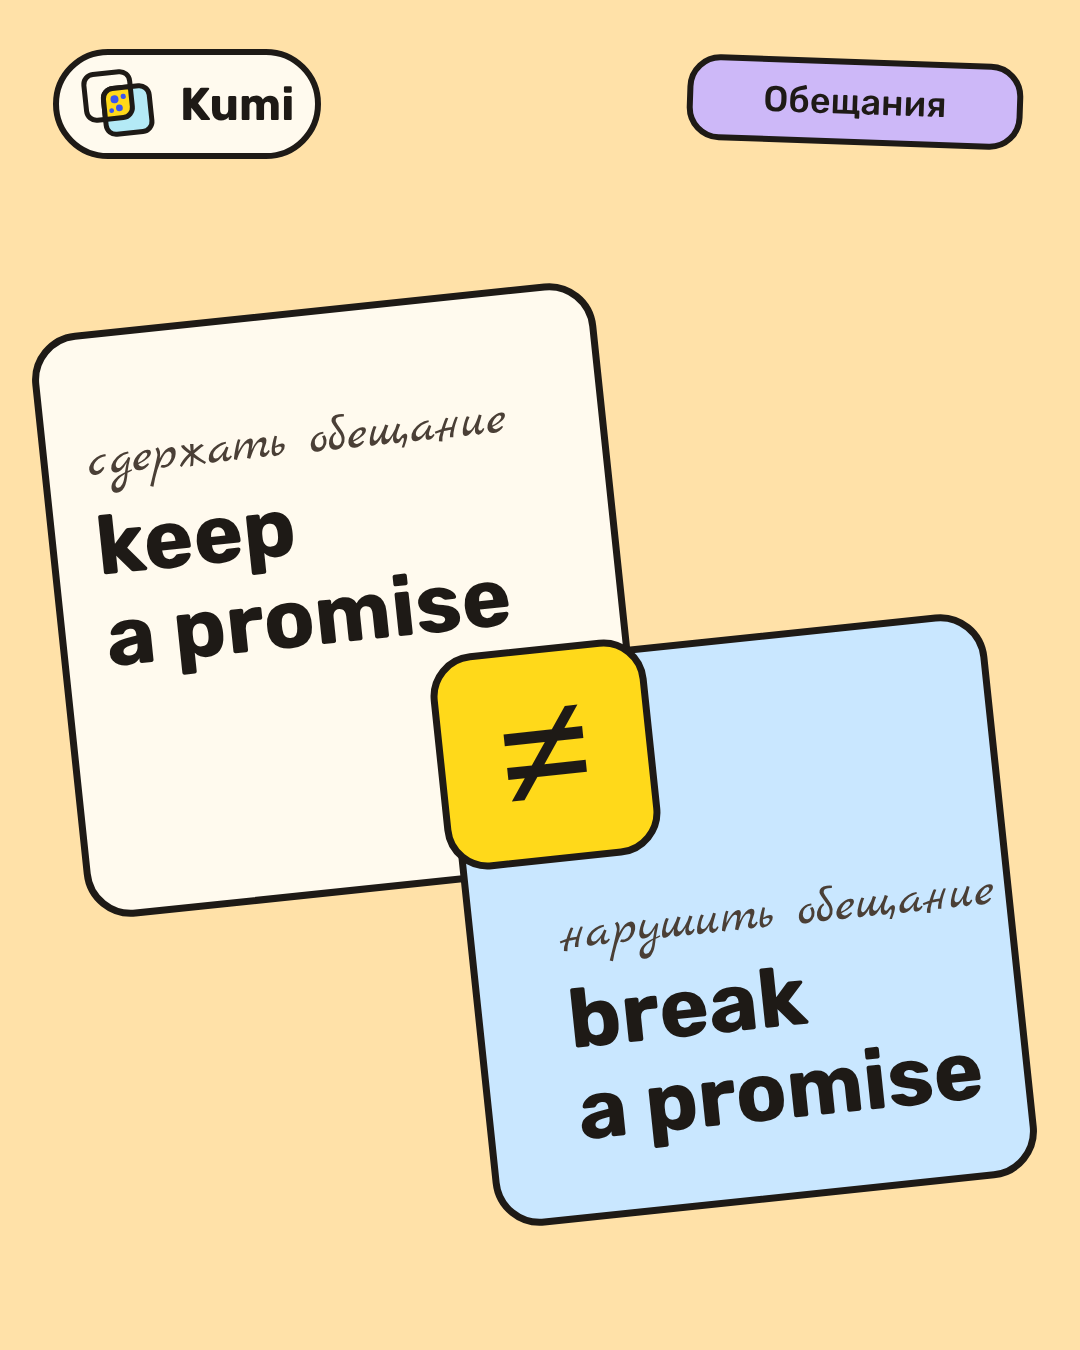 Kumi
Обещания
сдержать обещание
keep
a promise
≠
нарушить обещание
break
a promise